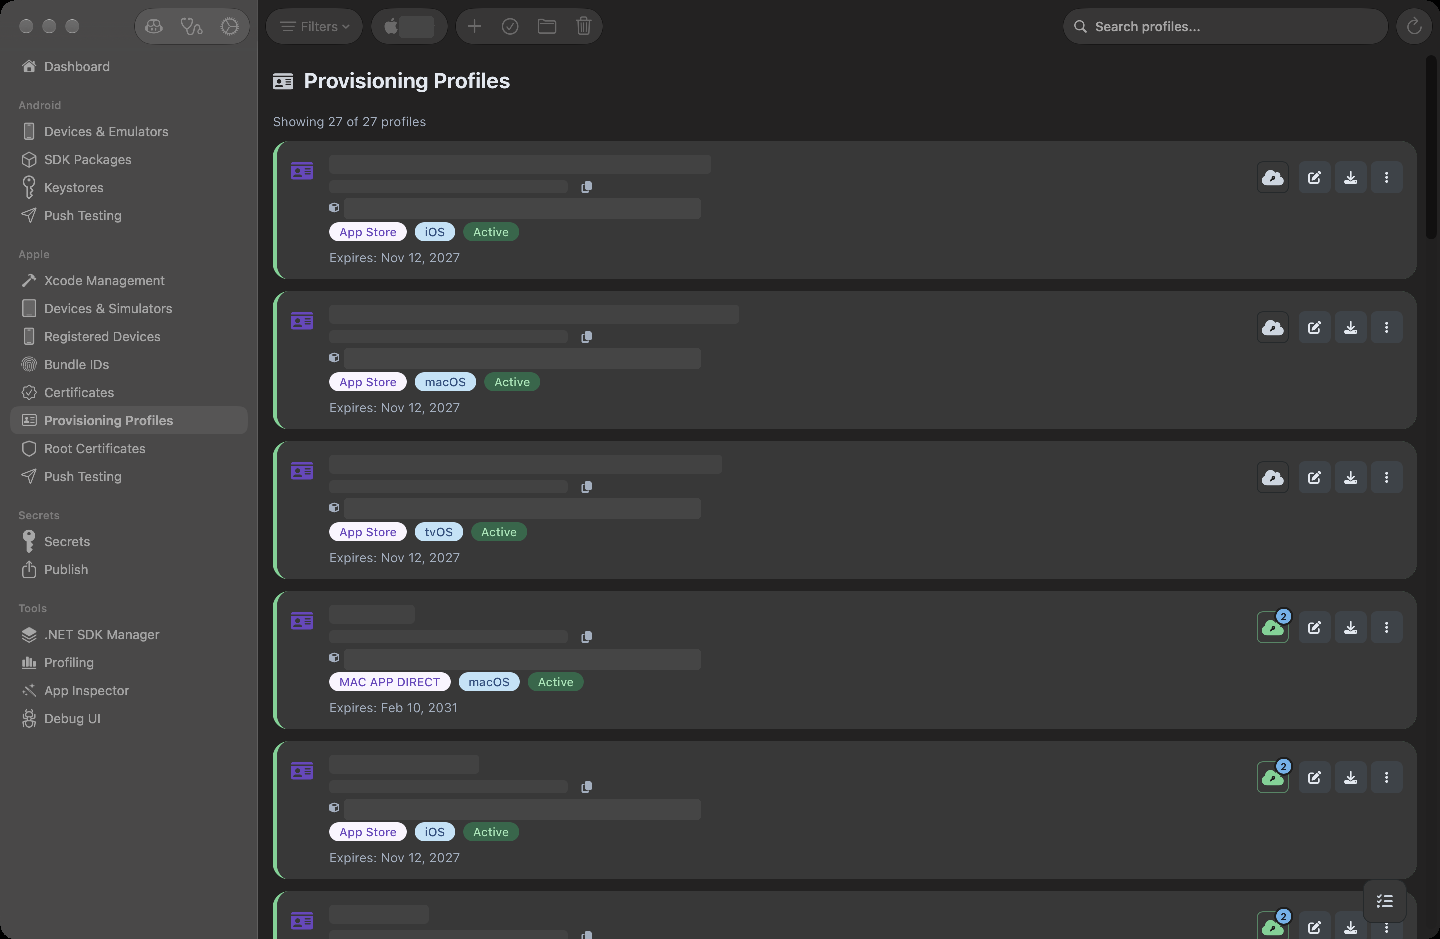 Filters
Search profiles...
Dashboard
Android
Devices & Emulators
SDK Packages
Keystores
Push Testing
Apple
Xcode Management
Devices & Simulators
Registered Devices
Bundle IDs
Certificates
Provisioning Profiles
Root Certificates
Push Testing
Secrets
Secrets
Publish
Tools
.NET SDK Manager
Profiling
App Inspector
Debug UI
Provisioning Profiles
Showing 27 of 27 profiles
App Store iOS Active
Expires: Nov 12, 2027
App Store macOS Active
Expires: Nov 12, 2027
App Store tvOS Active
Expires: Nov 12, 2027
2
MAC APP DIRECT macOS Active
Expires: Feb 10, 2031
2
App Store iOS Active
Expires: Nov 12, 2027
2